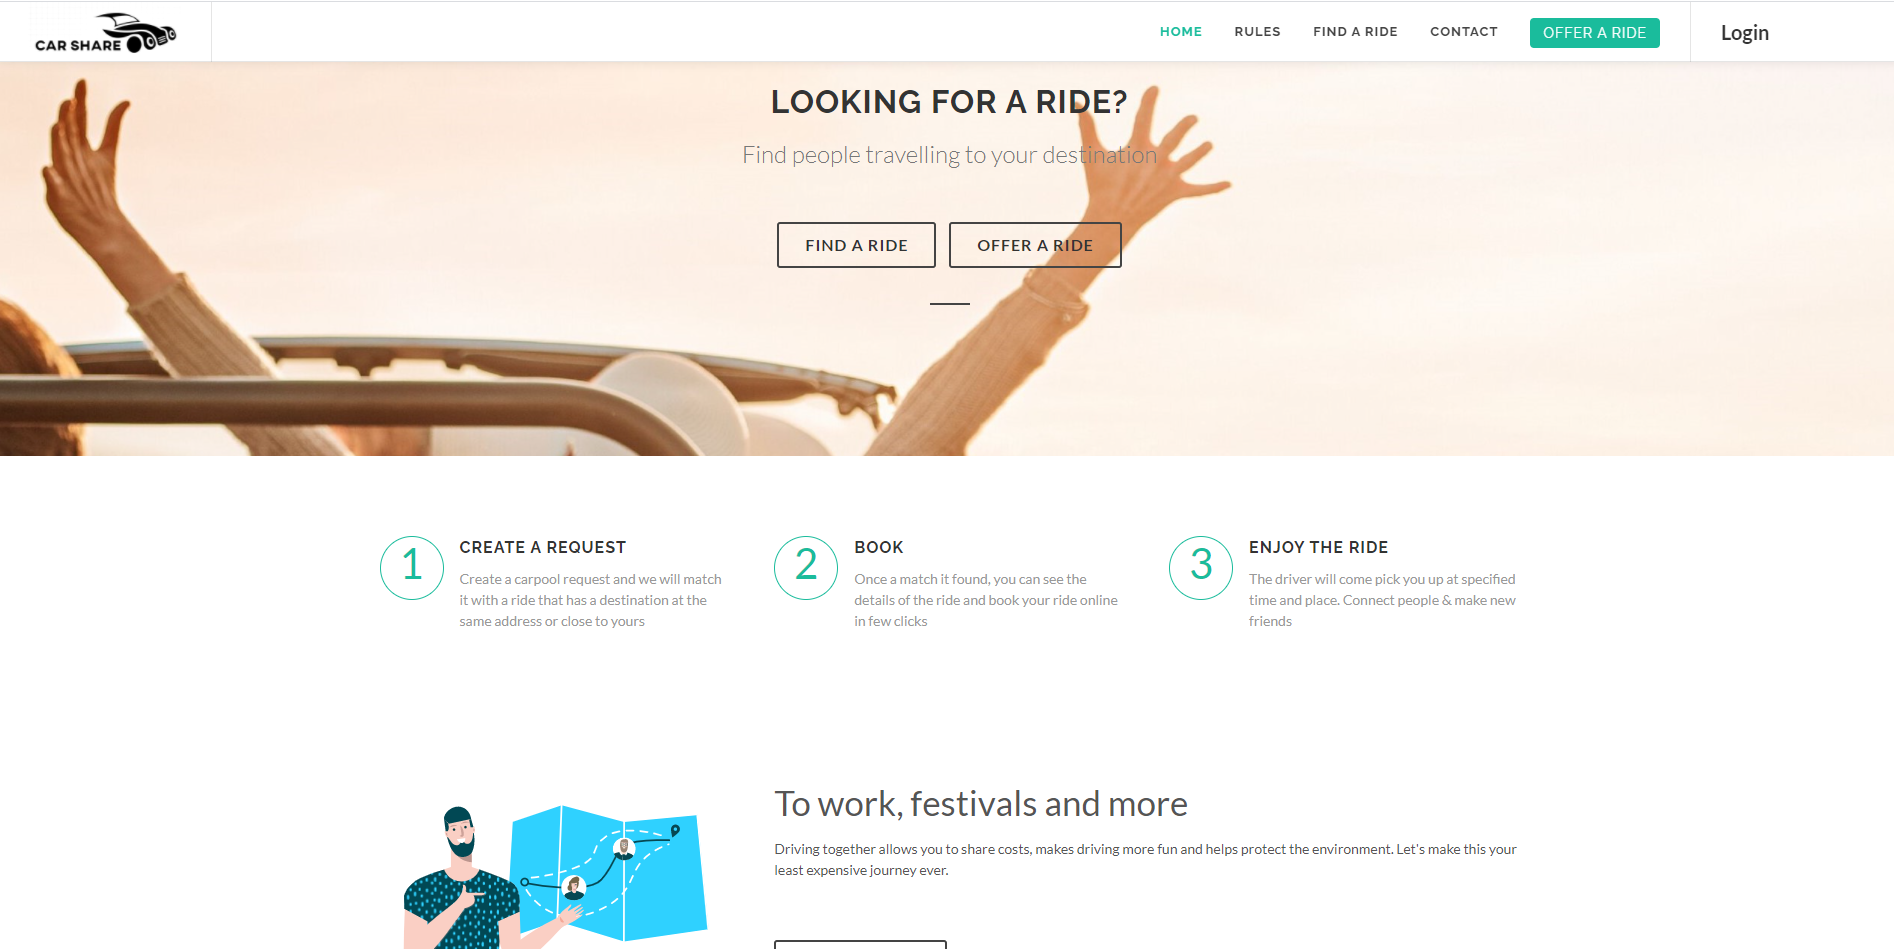 CAR SHARE
HOME
RULES
FIND A RIDE
CONTACT
OFFER A RIDE
Login
LOOKING FOR A RIDE?
Find people travelling to your destination
FIND A RIDE
OFFER A RIDE
1
CREATE A REQUEST
Create a carpool request and we will match
it with a ride that has a destination at the
same address or close to yours
2
BOOK
Once a match it found, you can see the
details of the ride and book your ride online
in few clicks
3
ENJOY THE RIDE
The driver will come pick you up at specified
time and place. Connect people & make new
friends
To work, festivals and more
Driving together allows you to share costs, makes driving more fun and helps protect the environment. Let's make this your
least expensive journey ever.